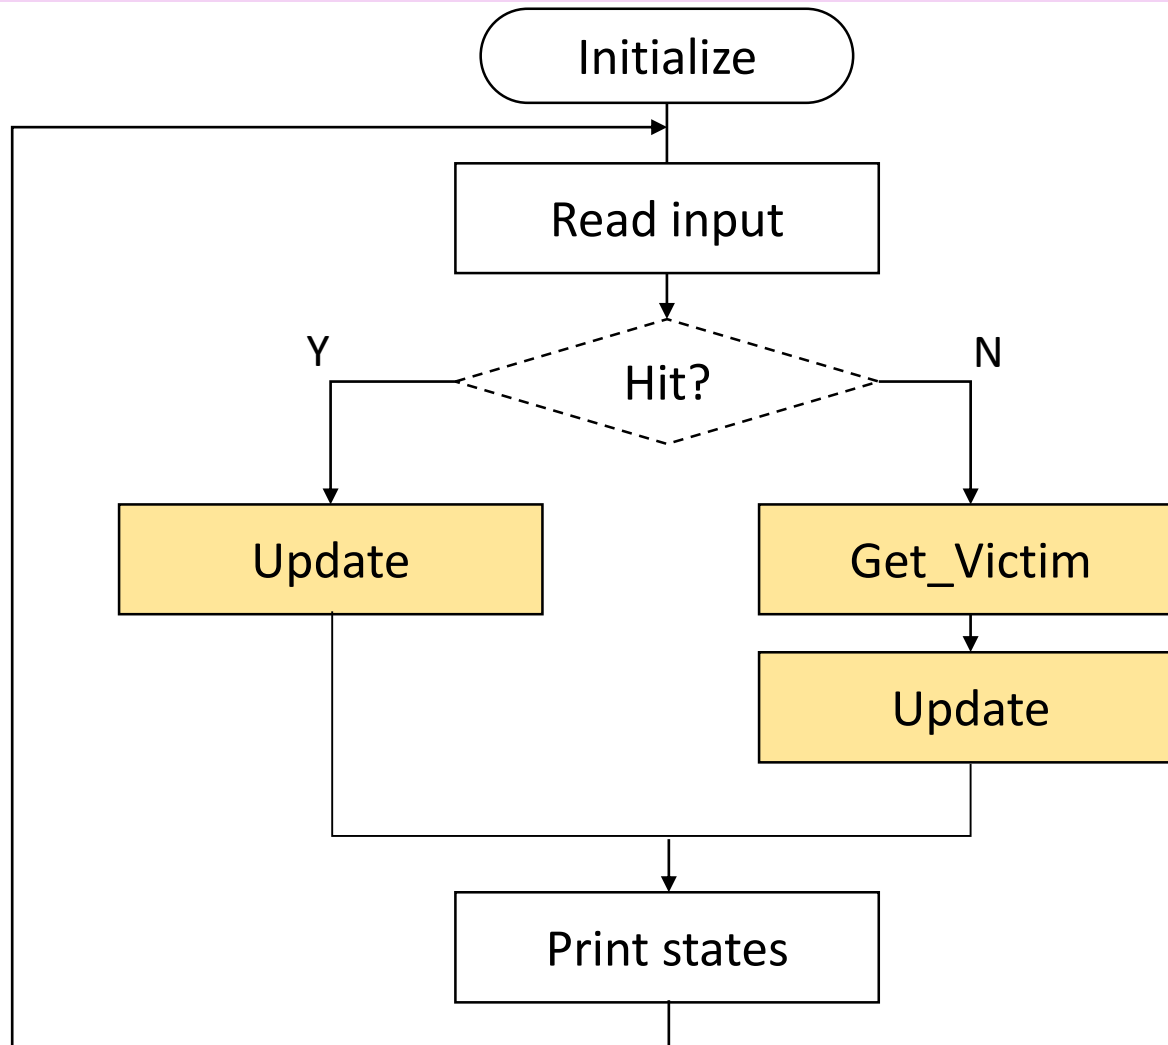 Initialize
Read input
Y
Hit?
N
Update
Get_Victim
Update
Print states